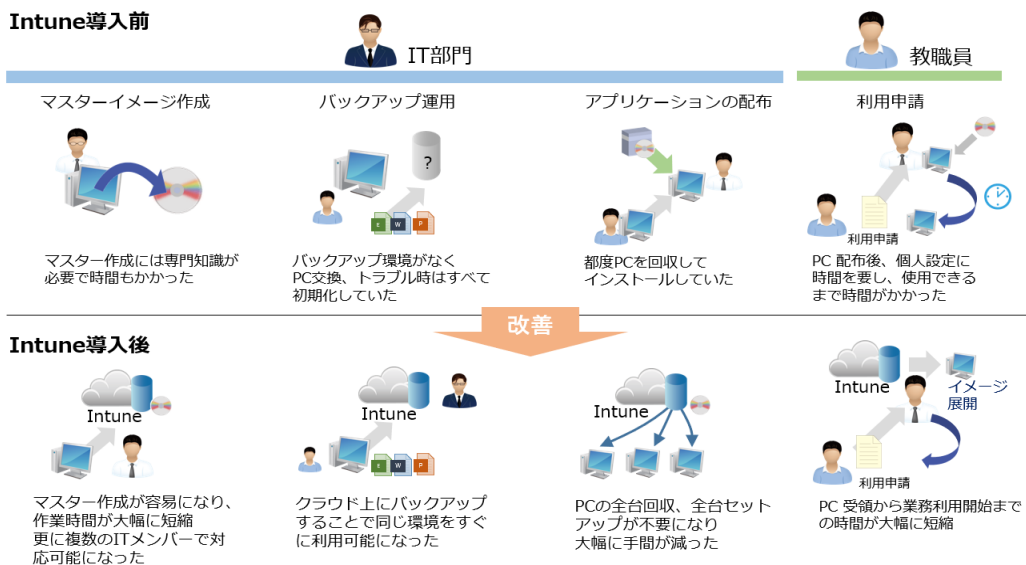 Intune導入前
IT部門
教職員
マスターイメージ作成
バックアップ運用
アプリケーションの配布
利用申請
?
E W P
利用申請
マスター作成には専門知識が
必要で時間もかかった
バックアップ環境がなく
PC交換、トラブル時はすべて
初期化していた
都度PCを回収して
インストールしていた
PC 配布後、個人設定に
時間を要し、使用できる
まで時間がかかった
改善
Intune導入後
Intune
Intune
E W P
Intune
Intune
イメージ
展開
利用申請
マスター作成が容易になり、
作業時間が大幅に短縮
更に複数のITメンバーで対
応可能になった
クラウド上にバックアップ
することで同じ環境をすぐ
に利用可能になった
PCの全台回収、全台セット
アップが不要になり
大幅に手間が減った
PC 受領から業務利用開始まで
の時間が大幅に短縮